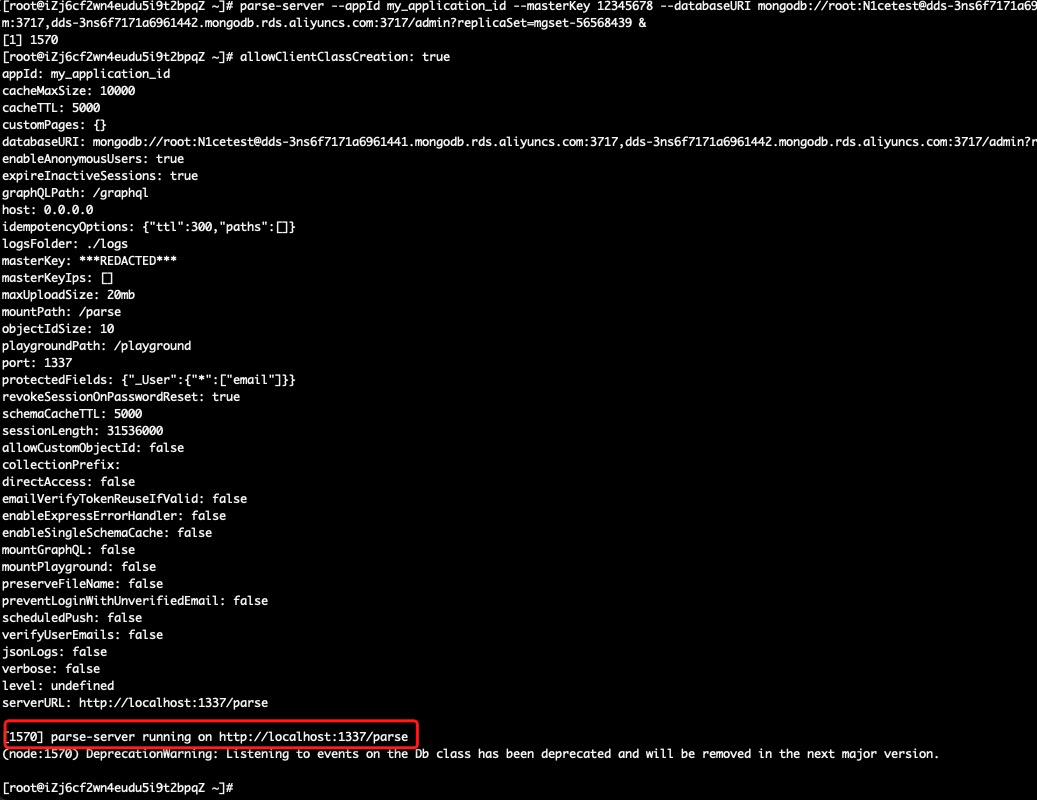 [root@iZj6cf2wn4eudu5i9t2bpqZ ~]# parse-server --appId my_application_id --masterKey 12345678 --databaseURI mongodb://root:N1cetest@dds-3ns6f7171a69
m:3717,dds-3ns6f7171a6961442.mongodb.rds.aliyuncs.com:3717/admin?replicaSet=mgset-56568439 &
[1] 1570
[root@iZj6cf2wn4eudu5i9t2bpqZ ~]# allowClientClassCreation: true
appId: my_application_id
cacheMaxSize: 10000
cacheTTL: 5000
customPages: {}
databaseURI: mongodb://root:N1cetest@dds-3ns6f7171a6961441.mongodb.rds.aliyuncs.com:3717,dds-3ns6f7171a6961442.mongodb.rds.aliyuncs.com:3717/admin?r
enableAnonymousUsers: true
expireInactiveSessions: true
graphQLPath: /graphql
host: 0.0.0.0
idempotencyOptions: {"ttl":300,"paths":[]}
logsFolder: ./logs
masterKey: ***REDACTED***
masterKeyIps: []
maxUploadSize: 20mb
mountPath: /parse
objectIdSize: 10
playgroundPath: /playground
port: 1337
protectedFields: {"_User":{"*":["email"]}}
revokeSessionOnPasswordReset: true
schemaCacheTTL: 5000
sessionLength: 31536000
allowCustomObjectId: false
collectionPrefix:
directAccess: false
emailVerifyTokenReuseIfValid: false
enableExpressErrorHandler: false
enableSingleSchemaCache: false
mountGraphQL: false
mountPlayground: false
preserveFileName: false
preventLoginWithUnverifiedEmail: false
scheduledPush: false
verifyUserEmails: false
jsonLogs: false
verbose: false
level: undefined
serverURL: http://localhost:1337/parse
[1570] parse-server running on http://localhost:1337/parse
(node:1570) DeprecationWarning: Listening to events on the Db class has been deprecated and will be removed in the next major version.
[root@iZj6cf2wn4eudu5i9t2bpqZ ~]#